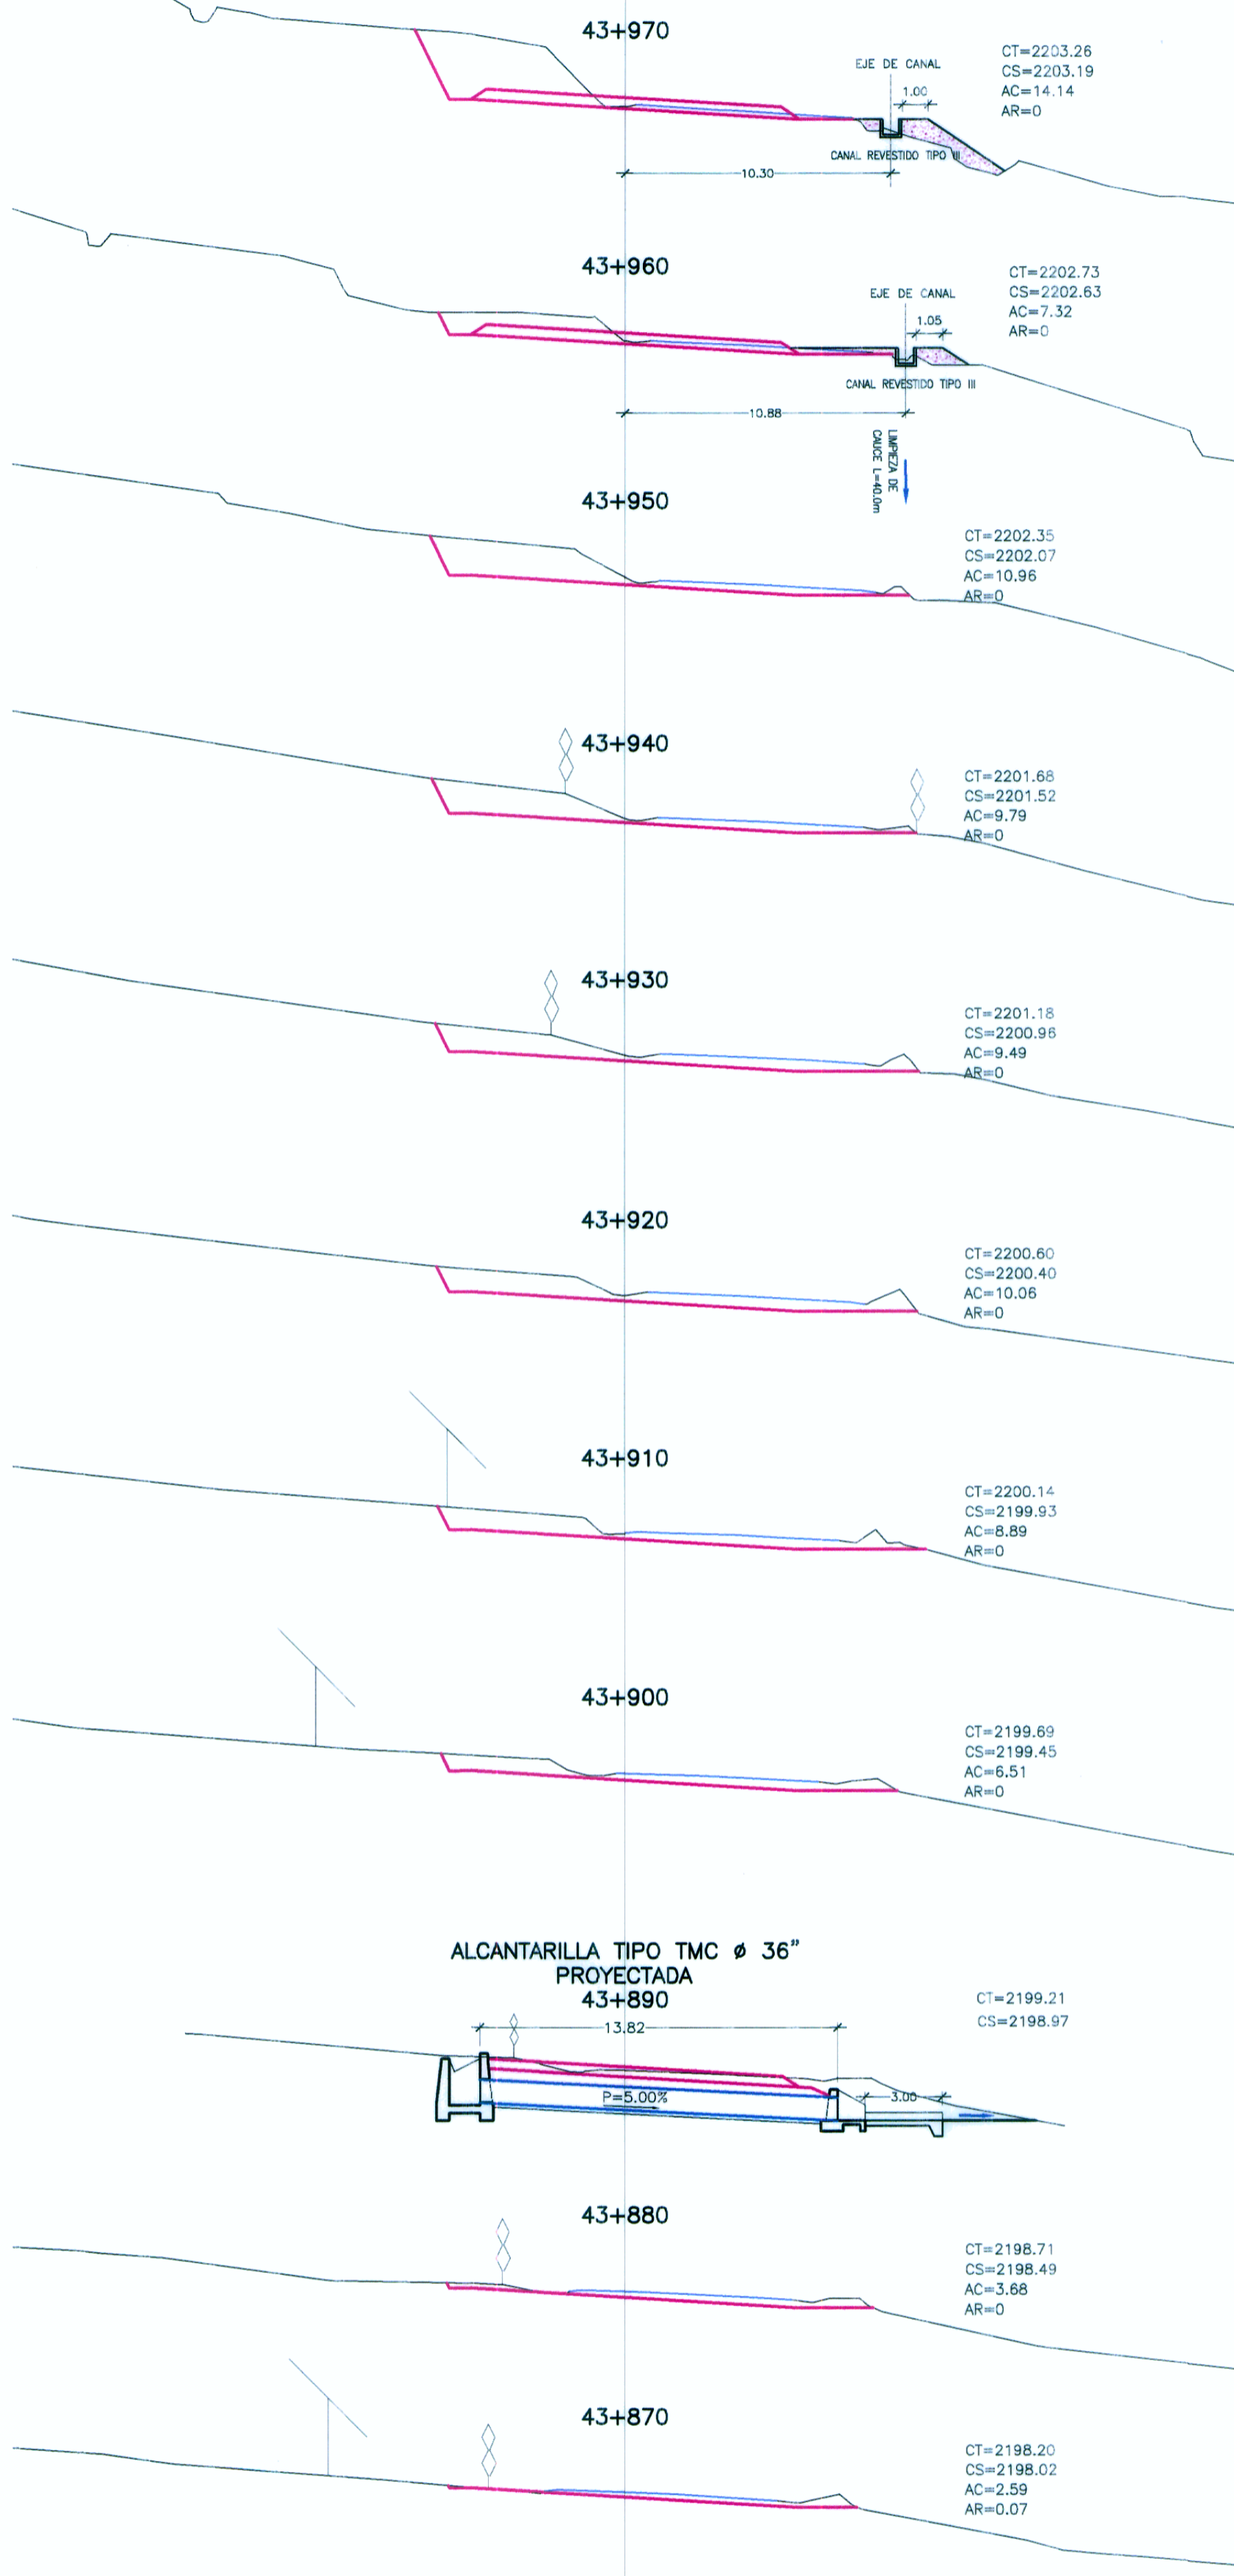 43+970
CT=2203.26
CS=2203.19
AC=14.14
AR=0
EJE DE CANAL
1.00
CANAL REVESTIDO TIPO III
10.30
43+960
CT=2202.73
CS=2202.63
AC=7.32
AR=0
EJE DE CANAL
1.05
CANAL REVESTIDO TIPO III
10.88
LIMPIEZA DE
CAUCE L=40.0m
43+950
CT=2202.35
CS=2202.07
AC=10.96
AR=0
43+940
CT=2201.68
CS=2201.52
AC=9.79
AR=0
43+930
CT=2201.18
CS=2200.96
AC=9.49
AR=0
43+920
CT=2200.60
CS=2200.40
AC=10.06
AR=0
43+910
CT=2200.14
CS=2199.93
AC=8.89
AR=0
43+900
CT=2199.69
CS=2199.45
AC=6.51
AR=0
ALCANTARILLA TIPO TMC ø 36"
PROYECTADA
43+890
CT=2199.21
CS=2198.97
13.82
P=5.00%
3.00
43+880
CT=2198.71
CS=2198.49
AC=3.68
AR=0
43+870
CT=2198.20
CS=2198.02
AC=2.59
AR=0.07